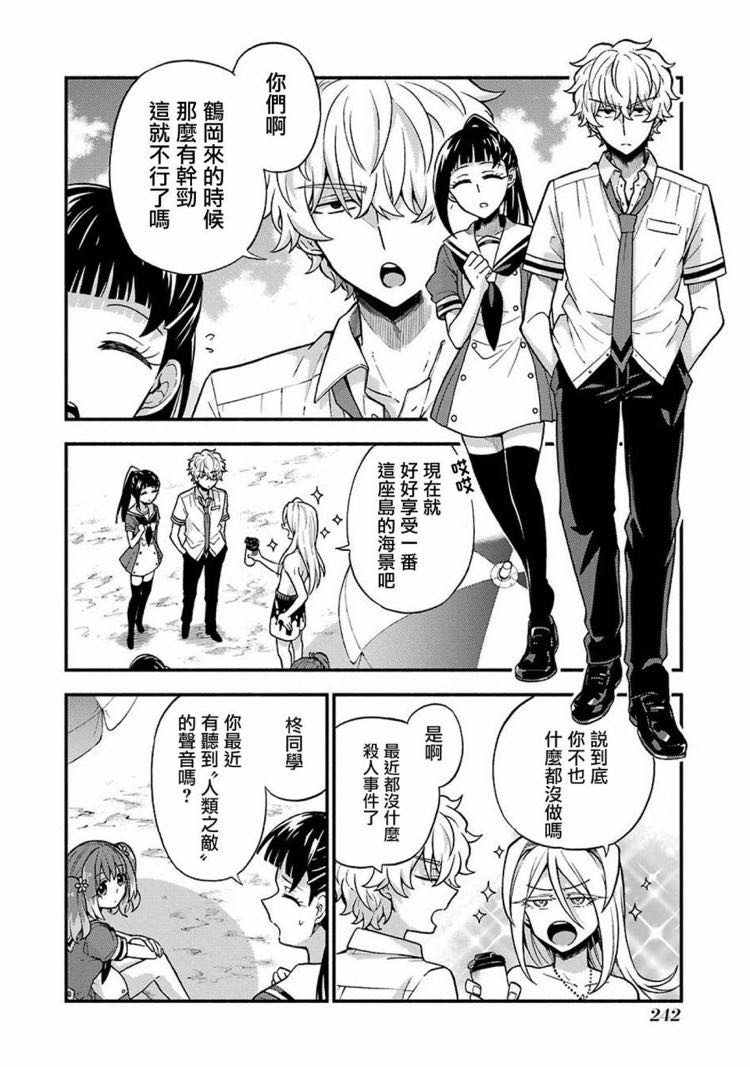 你們啊
鶴岡來的時候
那麼有幹勁
這就不行了嗎
哎
哎
現在就
好好享受一番
這座島的海景吧
說到底
你不也
什麼都沒做嗎
是啊
最近都沒什麼
殺人事件了
柊同學
你最近
有聽到〝人類之敵〟
的聲音嗎？
242